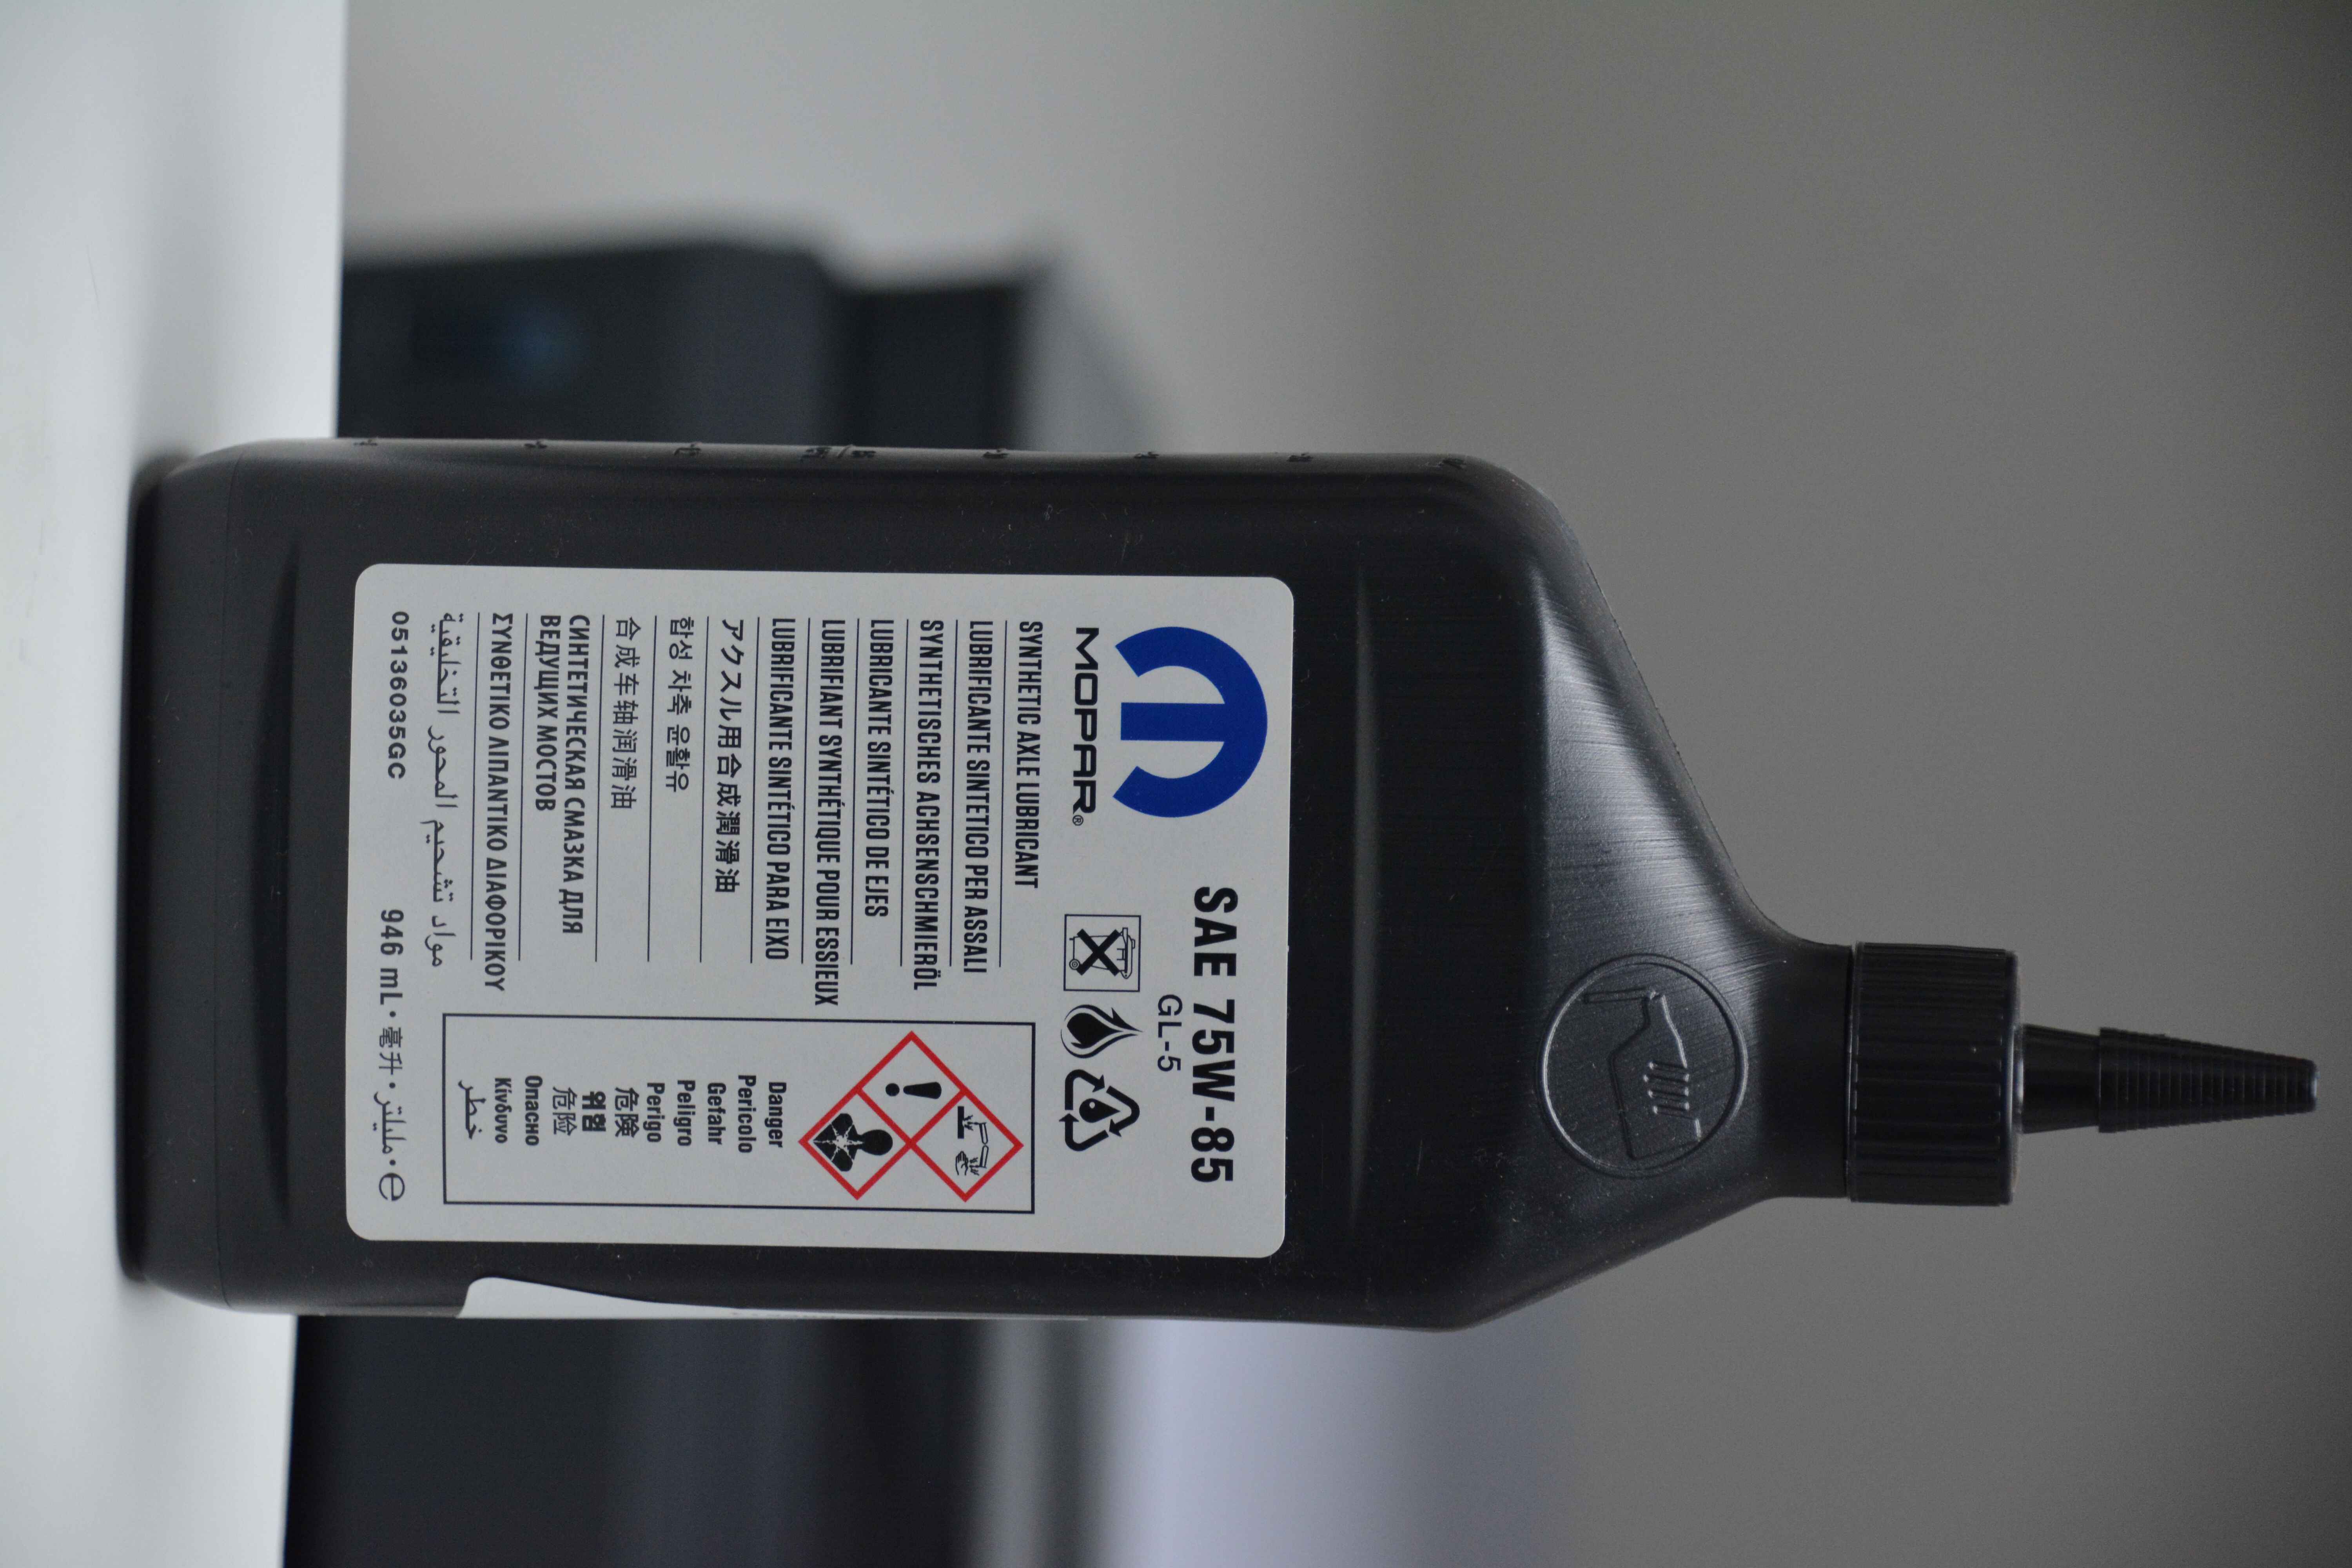 MOPAR®
SAE 75W-85
GL-5
SYNTHETIC AXLE LUBRICANT
LUBRIFICANTE SINTETICO PER ASSALI
SYNTHETISCHES ACHSENSCHMIERÖL
LUBRICANTE SINTÉTICO DE EJES
LUBRIFIANT SYNTHÉTIQUE POUR ESSIEUX
LUBRIFICANTE SINTÉTICO PARA EIXO
アクスル用合成潤滑油
합성 차축 윤활유
合成车轴润滑油
СИНТЕТИЧЕСКАЯ СМАЗКА ДЛЯ
ВЕДУЩИХ МОСТОВ
ΣΥΝΘΕΤΙΚΟ ΛΙΠΑΝΤΙΚΟ ΔΙΑΦΟΡΙΚΟΥ
مواد تشحيم المحور التخليقية
05136035GC
Danger
Pericolo
Gefahr
Peligro
Perigo
危険
위험
危险
Опасно
Κίνδυνο
خطر
946 mL · 毫升 · مليلتر · ℮